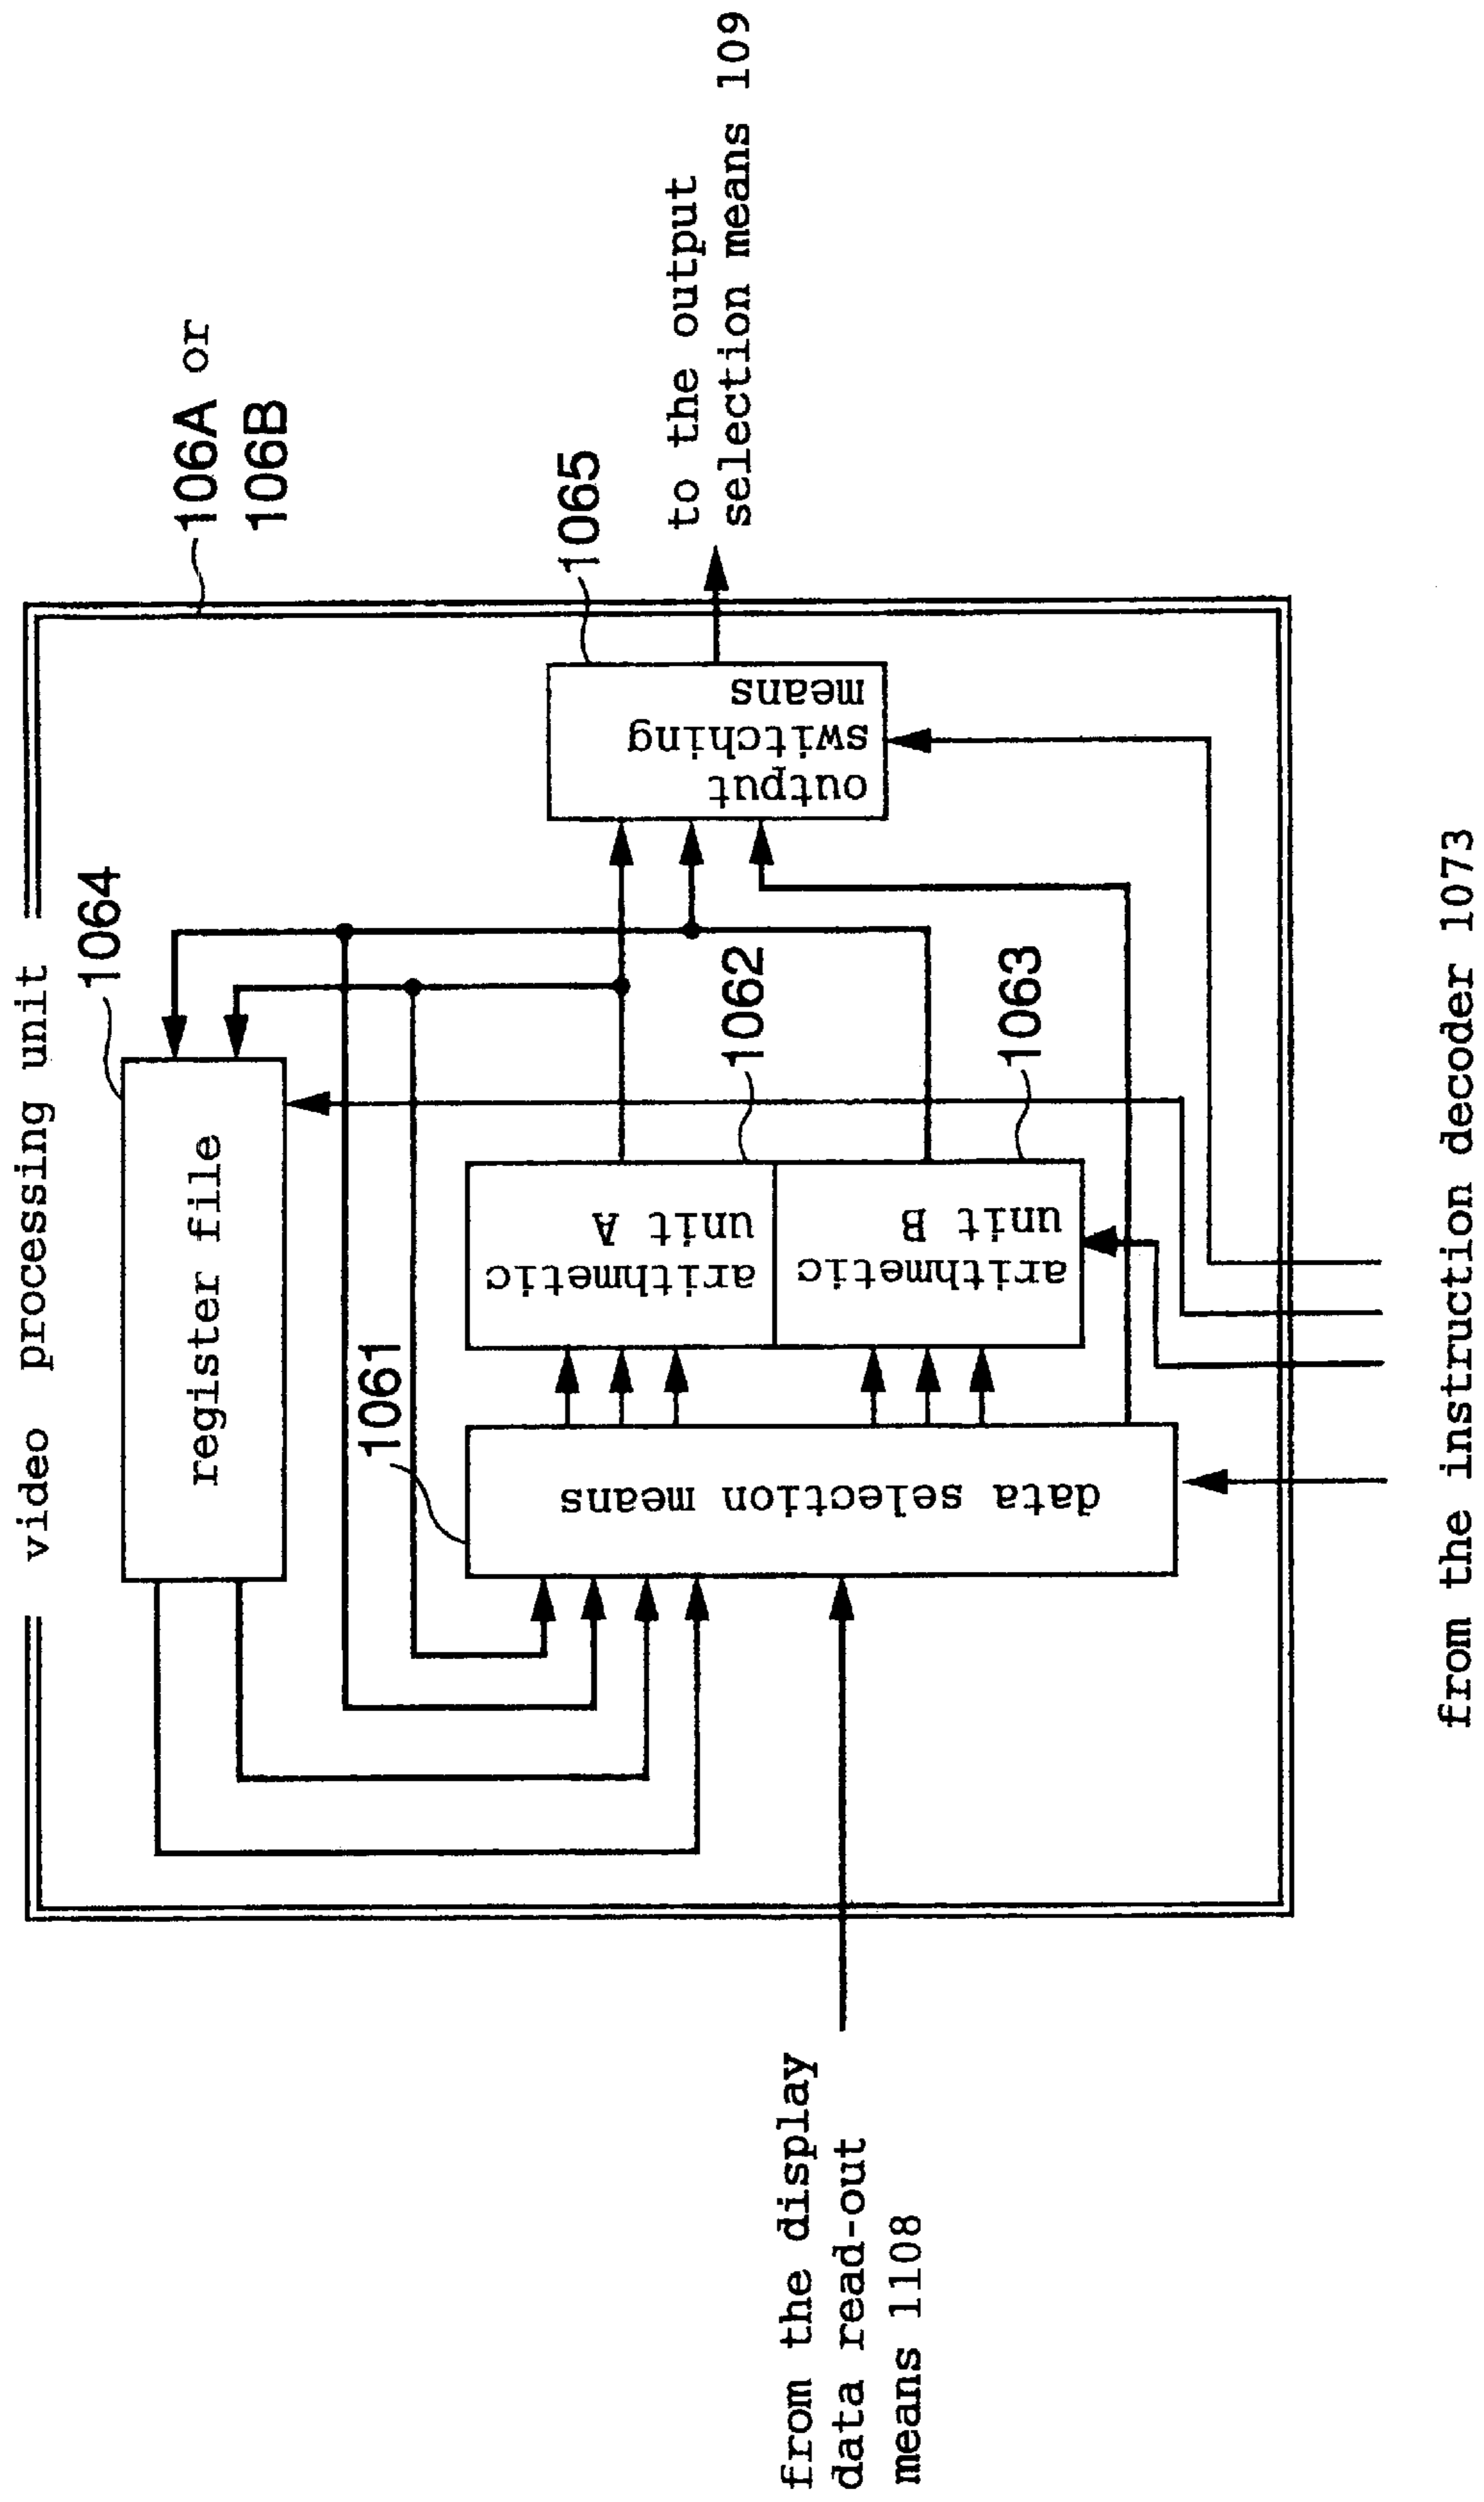 video processing unit
106A or
106B
1064
register file
1061
data selection means
arithmetic
unit A
1062
arithmetic
unit B
1063
output
switching
means
1065
to the output
selection means 109
from the display
data read-out
means 1108
from the instruction decoder 1073